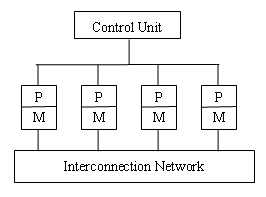 Control Unit
P P P P
M M M M
Interconnection Network